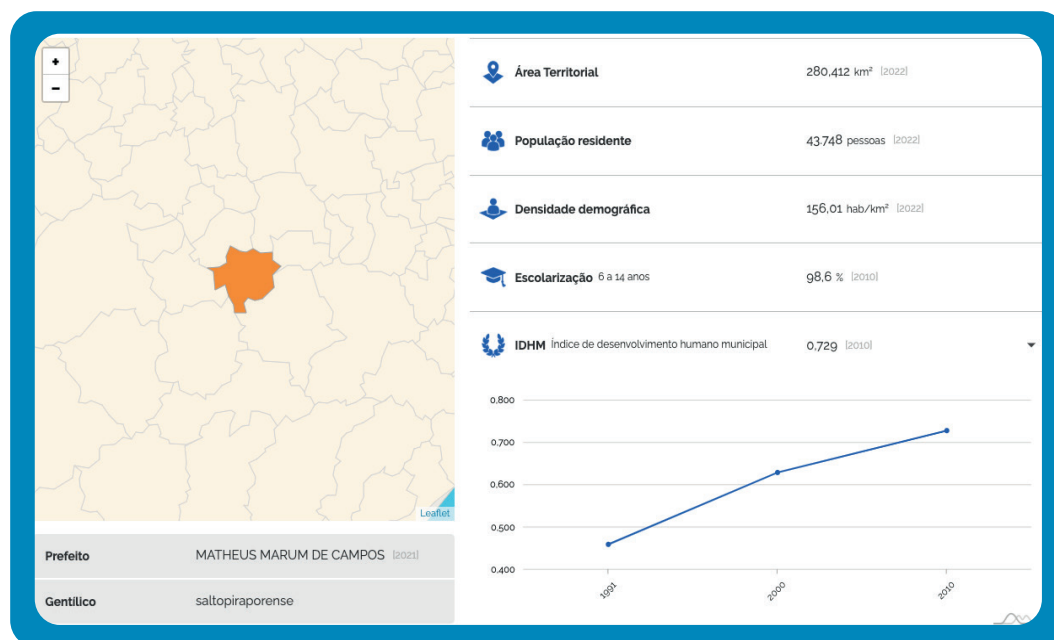 +
−
Leaflet
Prefeito MATHEUS MARUM DE CAMPOS [2021]
Gentílico saltopiraporense
Área Territorial 280,412 km² [2022]
População residente 43.748 pessoas [2022]
Densidade demográfica 156,01 hab/km² [2022]
Escolarização 6 a 14 anos 98,6 % [2010]
IDHM Índice de desenvolvimento humano municipal 0,729 [2010]
0,800
0,700
0,600
0,500
0,400
1991
2000
2010